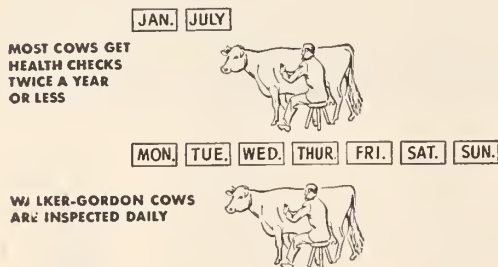 JAN. JULY
MOST COWS GET
HEALTH CHECKS
TWICE A YEAR
OR LESS
MON. TUE. WED. THUR. FRI. SAT. SUN.
WALKER-GORDON COWS
ARE INSPECTED DAILY